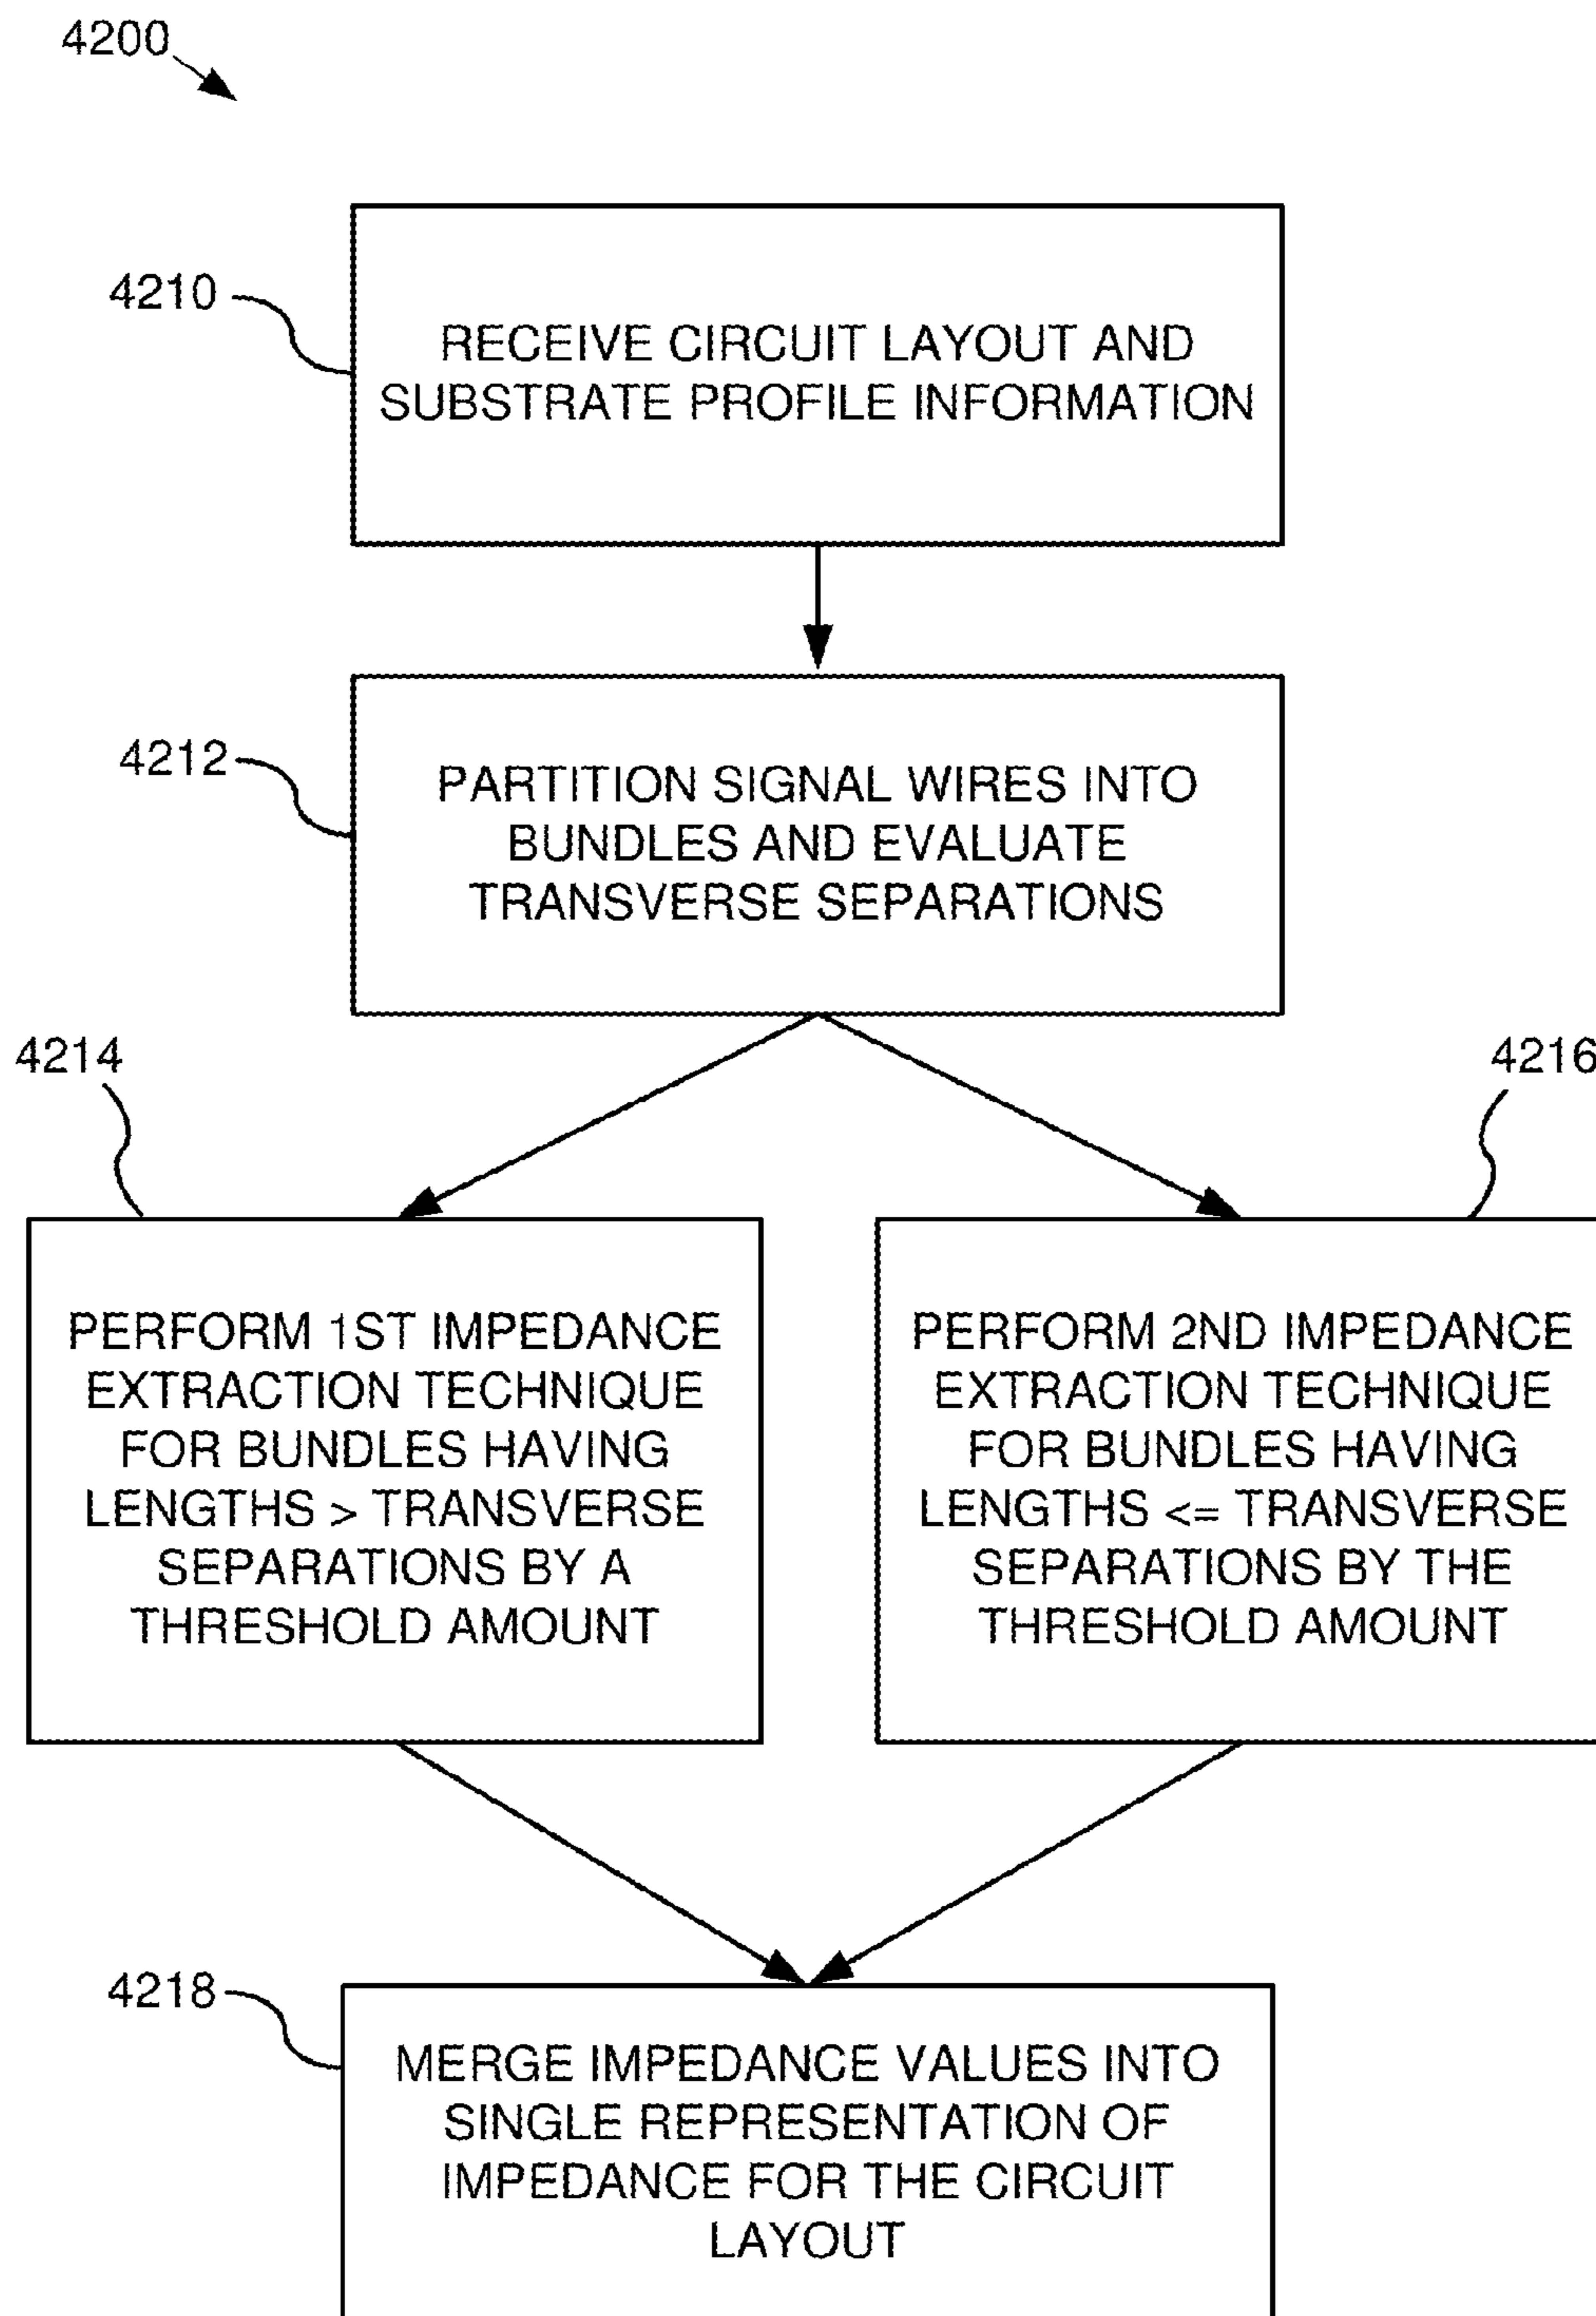 4200
4210
RECEIVE CIRCUIT LAYOUT AND
SUBSTRATE PROFILE INFORMATION
4212
PARTITION SIGNAL WIRES INTO
BUNDLES AND EVALUATE
TRANSVERSE SEPARATIONS
4214
PERFORM 1ST IMPEDANCE
EXTRACTION TECHNIQUE
FOR BUNDLES HAVING
LENGTHS > TRANSVERSE
SEPARATIONS BY A
THRESHOLD AMOUNT
4216
PERFORM 2ND IMPEDANCE
EXTRACTION TECHNIQUE
FOR BUNDLES HAVING
LENGTHS <= TRANSVERSE
SEPARATIONS BY THE
THRESHOLD AMOUNT
4218
MERGE IMPEDANCE VALUES INTO
SINGLE REPRESENTATION OF
IMPEDANCE FOR THE CIRCUIT
LAYOUT